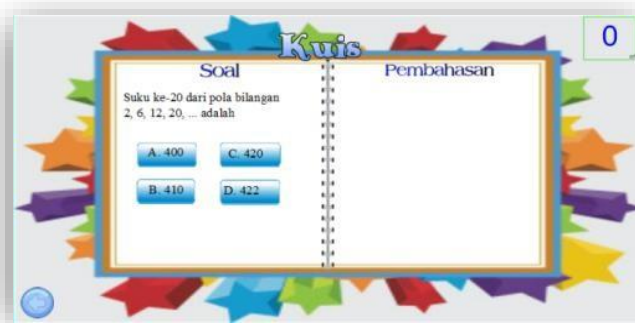 Kuis
0
Soal
Pembahasan
Suku ke-20 dari pola bilangan
2, 6, 12, 20, ... adalah
A. 400
C. 420
B. 410
D. 422